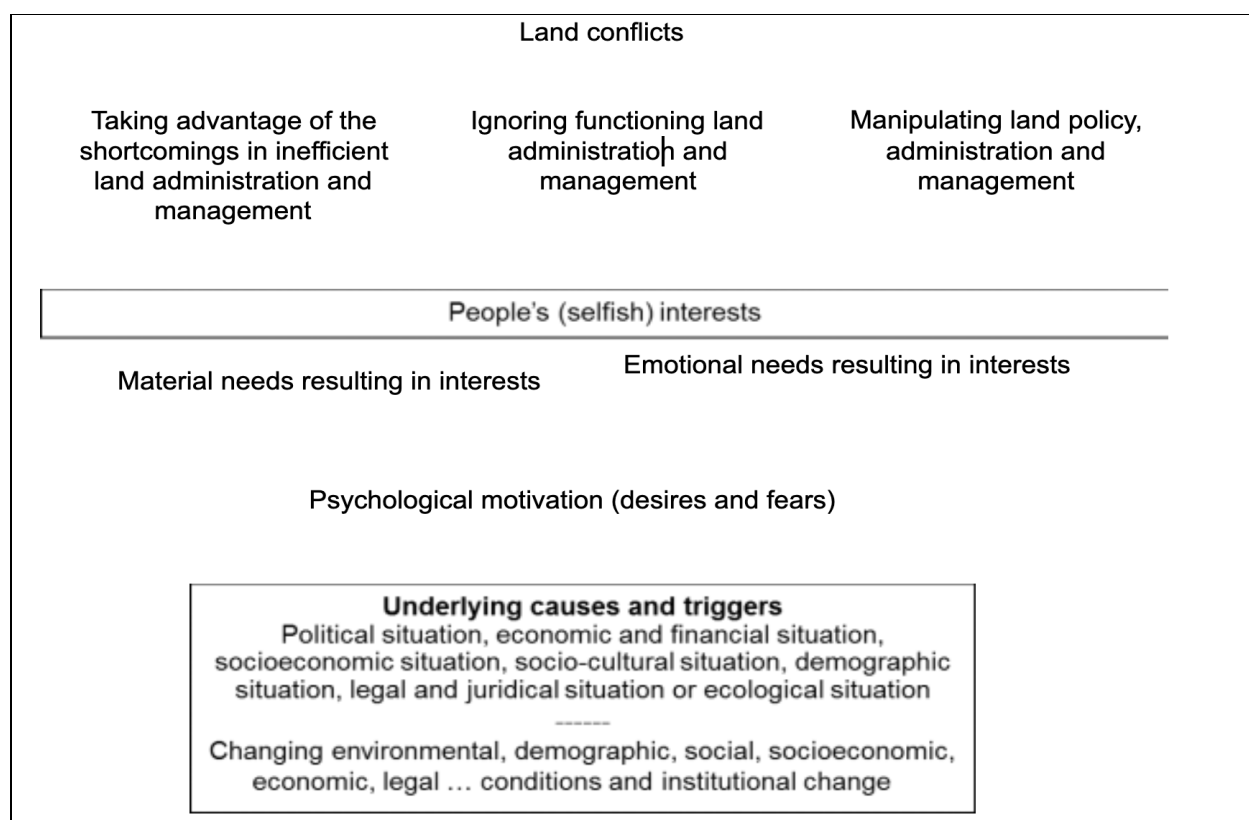 Land conflicts
Taking advantage of the
shortcomings in inefficient
land administration and
management
Ignoring functioning land
administration and
management
Manipulating land policy,
administration and
management
People's (selfish) interests
Material needs resulting in interests
Emotional needs resulting in interests
Psychological motivation (desires and fears)
Underlying causes and triggers
Political situation, economic and financial situation,
socioeconomic situation, socio-cultural situation, demographic
situation, legal and juridical situation or ecological situation
------
Changing environmental, demographic, social, socioeconomic,
economic, legal … conditions and institutional change